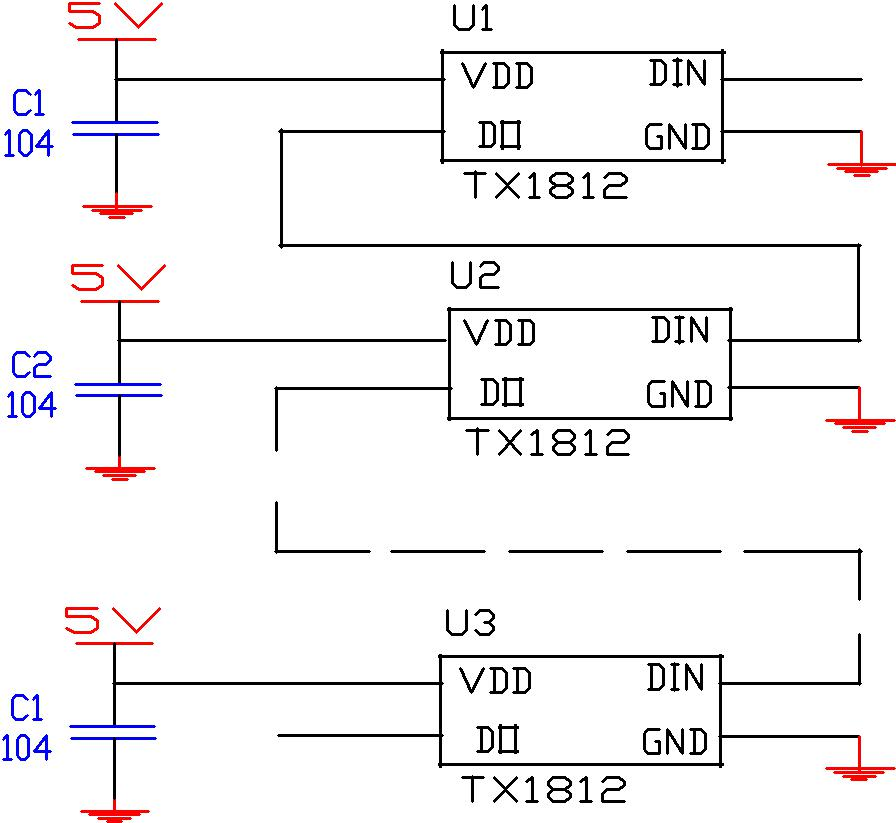 5V
U1
VDD DIN
C1
104
DO GND
TX1812
5V
U2
VDD DIN
C2
104
DO GND
TX1812
5V
U3
VDD DIN
C1
104
DO GND
TX1812